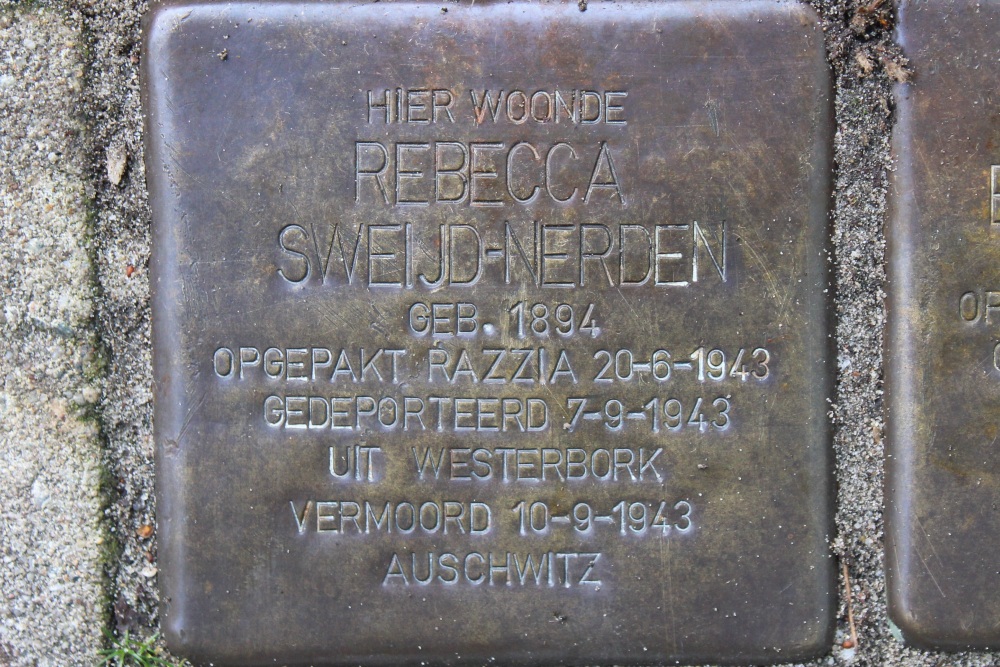 HIER WOONDE
REBECCA
SWEIJD-NERDEN
GEB. 1894
OPGEPAKT RAZZIA 20-6-1943
GEDEPORTEERD 7-9-1943
UIT WESTERBORK
VERMOORD 10-9-1943
AUSCHWITZ